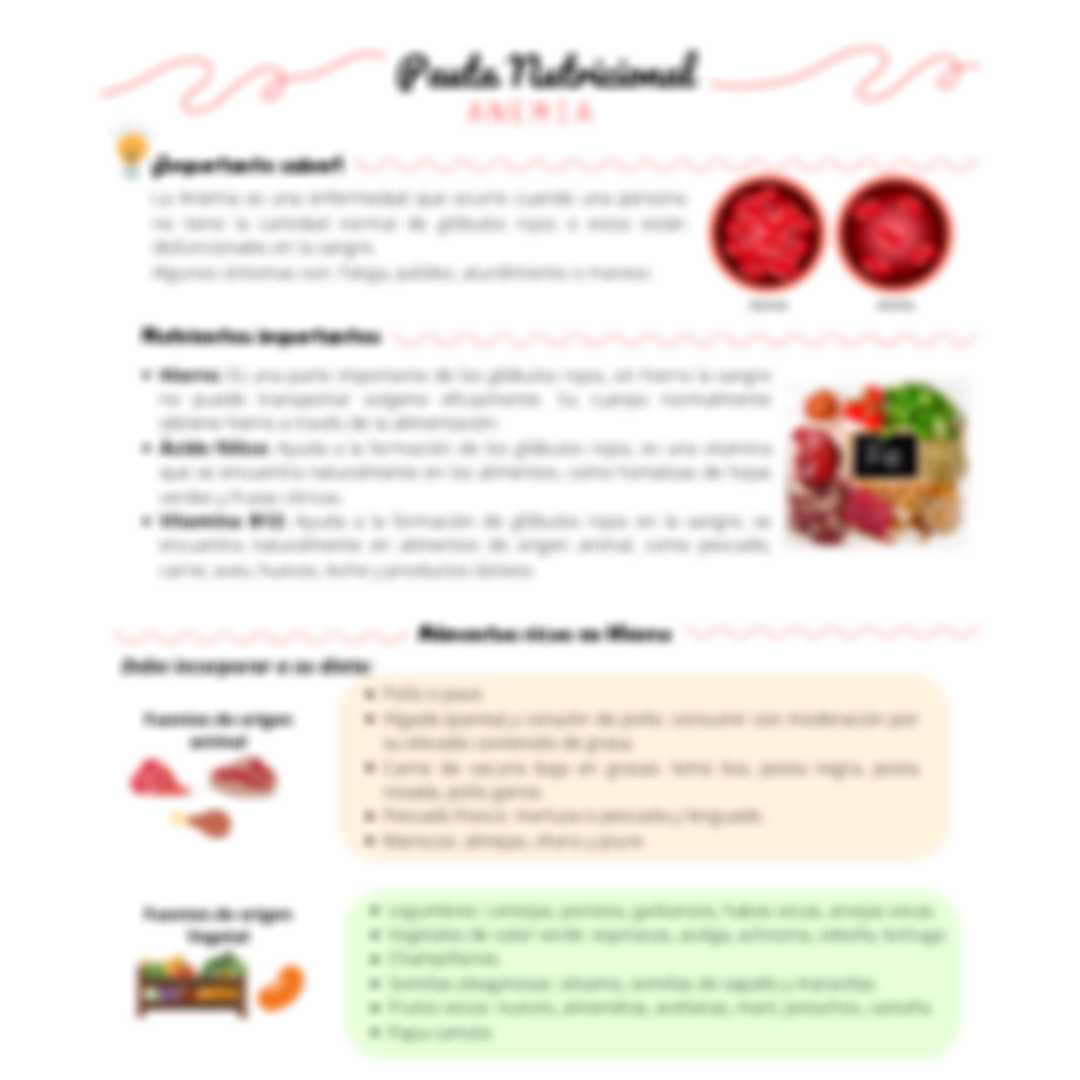 Pauta Nutricional
ANEMIA
¡Importante saber!
La Anemia es una enfermedad que ocurre cuando una persona
no tiene la cantidad normal de glóbulos rojos o estos están
disfuncionales en la sangre.
Algunos síntomas son: Fatiga, palidez, aturdimiento o mareos.
Normal
Anemia
Nutrientes importantes
• Hierro: Es una parte importante de los glóbulos rojos, sin hierro la sangre
no puede transportar oxígeno eficazmente. Su cuerpo normalmente
obtiene hierro a través de la alimentación.
• Ácido fólico: Ayuda a la formación de los glóbulos rojos, es una vitamina
que se encuentra naturalmente en los alimentos, como hortalizas de hojas
verdes y frutas cítricas.
• Vitamina B12: Ayuda a la formación de glóbulos rojos en la sangre, se
encuentra naturalmente en alimentos de origen animal, como pescado,
carne, aves, huevos, leche y productos lácteos.
Fe
Alimentos ricos en Hierro
Debe incorporar a su dieta:
Fuentes de origen
animal
• Pollo o pavo.
• Hígado (panita) y corazón de pollo: consumir con moderación por
su elevado contenido de grasa.
• Carne de vacuno baja en grasas: lomo liso, posta negra, posta
rosada, pollo ganso.
• Pescado fresco: merluza o pescada y lenguado.
• Mariscos: almejas, choro y piure.
Fuentes de origen
Vegetal
• Legumbres: Lentejas, porotos, garbanzos, habas secas, arvejas secas.
• Vegetales de color verde: espinacas, acelga, achicoria, cebolla, lechuga.
• Champiñones.
• Semillas oleaginosas: sésamo, semillas de zapallo y maravillas.
• Frutos secos: nueces, almendras, avellanas, maní, pistachos, castaña.
• Papa camote.